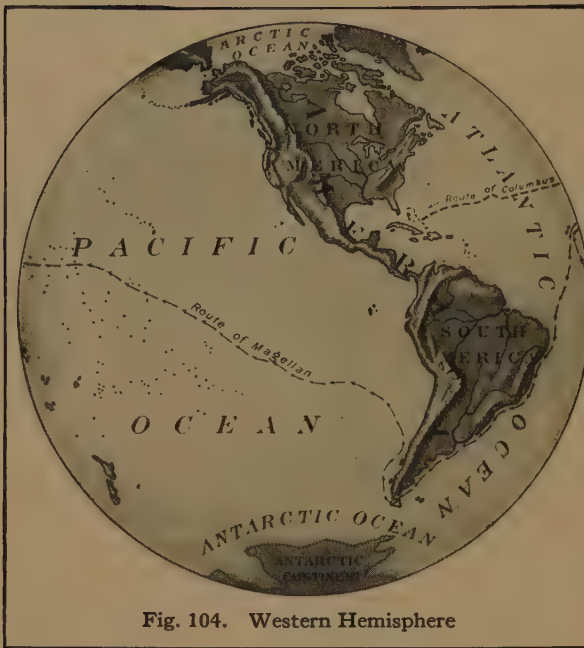 ARCTIC
OCEAN
NORTH
AMERICA
ATLANTIC
Route of Columbus
PACIFIC
Route of Magellan
SOUTH
AMERICA
OCEAN
OCEAN
ANTARCTIC OCEAN
ANTARCTIC
CONTINENT
Fig. 104. Western Hemisphere